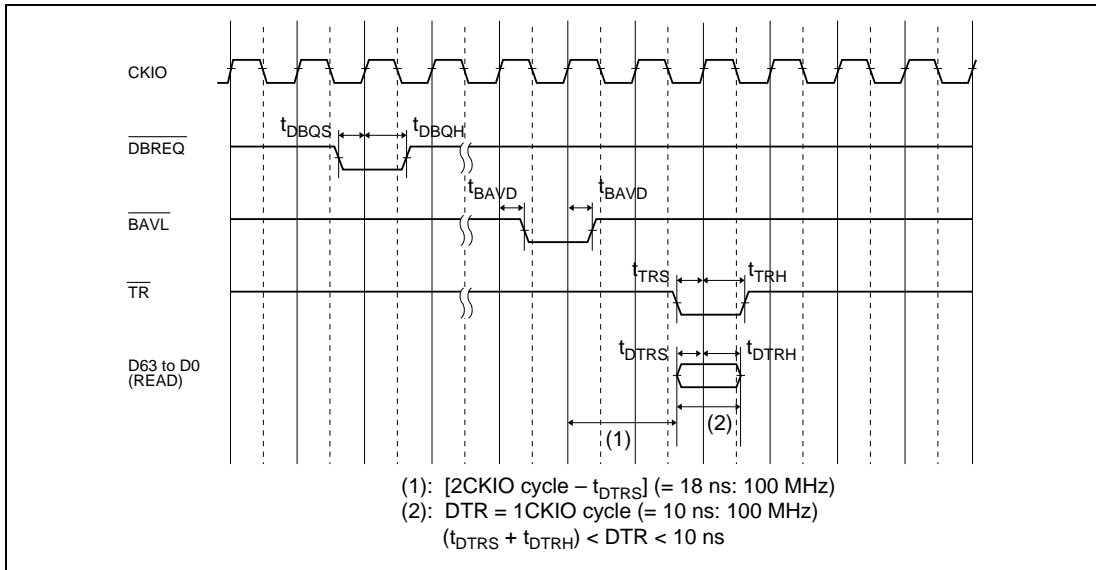 CKIO
tDBQS tDBQH
DBREQ
tBAVD tBAVD
BAVL
tTRS tTRH
TR
tDTRS tDTRH
D63 to D0
(READ)
(1) (2)
(1): [2CKIO cycle – tDTRS] (= 18 ns: 100 MHz)
(2): DTR = 1CKIO cycle (= 10 ns: 100 MHz)
(tDTRS + tDTRH) < DTR < 10 ns